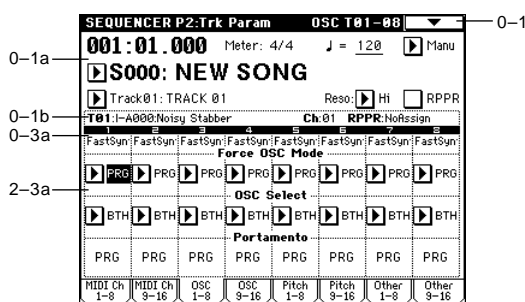 SEQUENCER P2:Trk Param OSC T01-08
0-1
001:01.000 Meter: 4/4 ♩ = 120 Manu
0-1a
S000: NEW SONG
Track01: TRACK 01 Reso: Hi RPPR
0-1b
T01:I-A000:Noisy Stabber Ch:01 RPPR:NoAssign
0-3a
1 2 3 4 5 6 7 8
FastSyn FastSyn FastSyn FastSyn FastSyn FastSyn FastSyn FastSyn
Force OSC Mode
PRG PRG PRG PRG PRG PRG PRG PRG
2-3a
OSC Select
BTH BTH BTH BTH BTH BTH BTH BTH
Portamento
PRG PRG PRG PRG PRG PRG PRG PRG
MIDI Ch 1-8 MIDI Ch 9-16 OSC 1-8 OSC 9-16 Pitch 1-8 Pitch 9-16 Other 1-8 Other 9-16